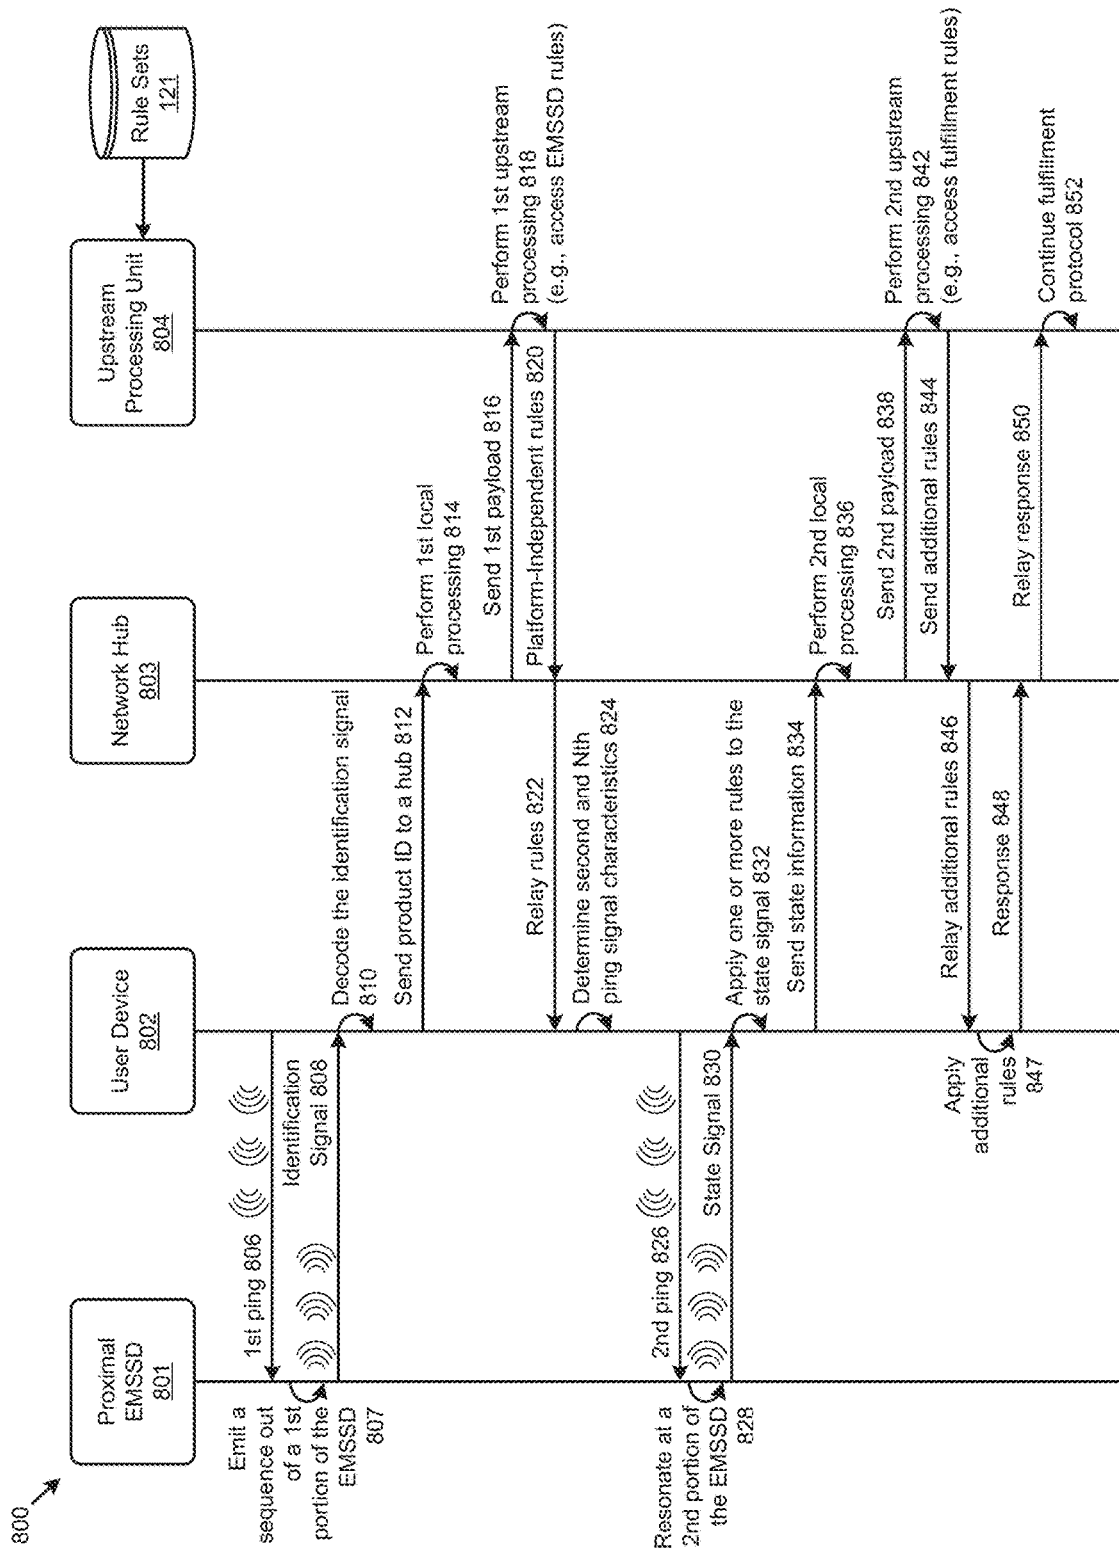 800
Proximal
EMSSD
801
User Device
802
Network Hub
803
Upstream
Processing Unit
804
Rule Sets
121
1st ping 806
Emit a
sequence out
of a 1st
portion of the
EMSSD
807
Identification
Signal 808
Decode the identification signal
810
Send product ID to a hub 812
Perform 1st local
processing 814
Send 1st payload 816
Perform 1st upstream
processing 818
(e.g., access EMSSD rules)
Platform-Independent rules 820
Relay rules 822
Determine second and Nth
ping signal characteristics 824
2nd ping 826
Resonate at a
2nd portion of
the EMSSD
828
State Signal 830
Apply one or more rules to the
state signal 832
Send state information 834
Perform 2nd local
processing 836
Send 2nd payload 838
Perform 2nd upstream
processing 842
(e.g., access fulfillment rules)
Send additional rules 844
Relay additional rules 846
Apply
additional
rules
847
Response 848
Relay response 850
Continue fulfillment
protocol 852